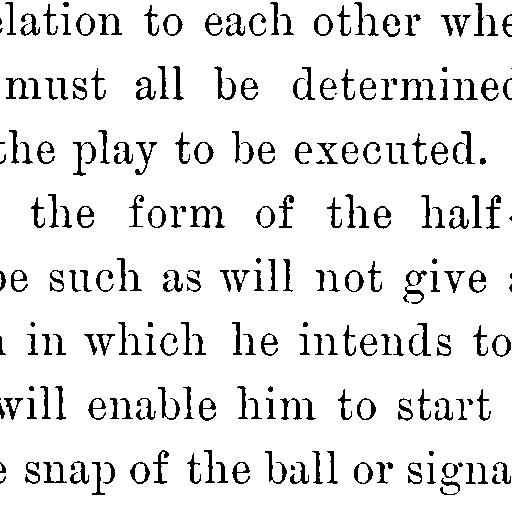 elation to each other whe
must all be determined
the play to be executed.
the form of the half-
be such as will not give a
n in which he intends to
will enable him to start
e snap of the ball or signa